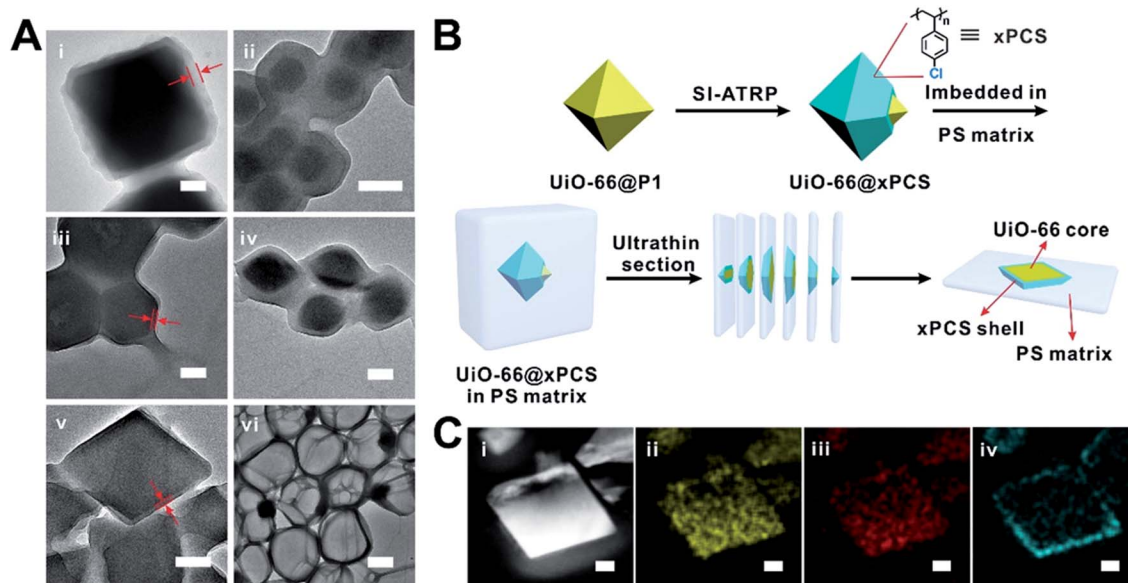 A
i
ii
iii
iv
v
vi
B
n
Cl
≡ xPCS
SI-ATRP
Imbedded in
PS matrix
UiO-66@P1
UiO-66@xPCS
Ultrathin
section
UiO-66 core
xPCS shell
PS matrix
UiO-66@xPCS
in PS matrix
C
i
ii
iii
iv